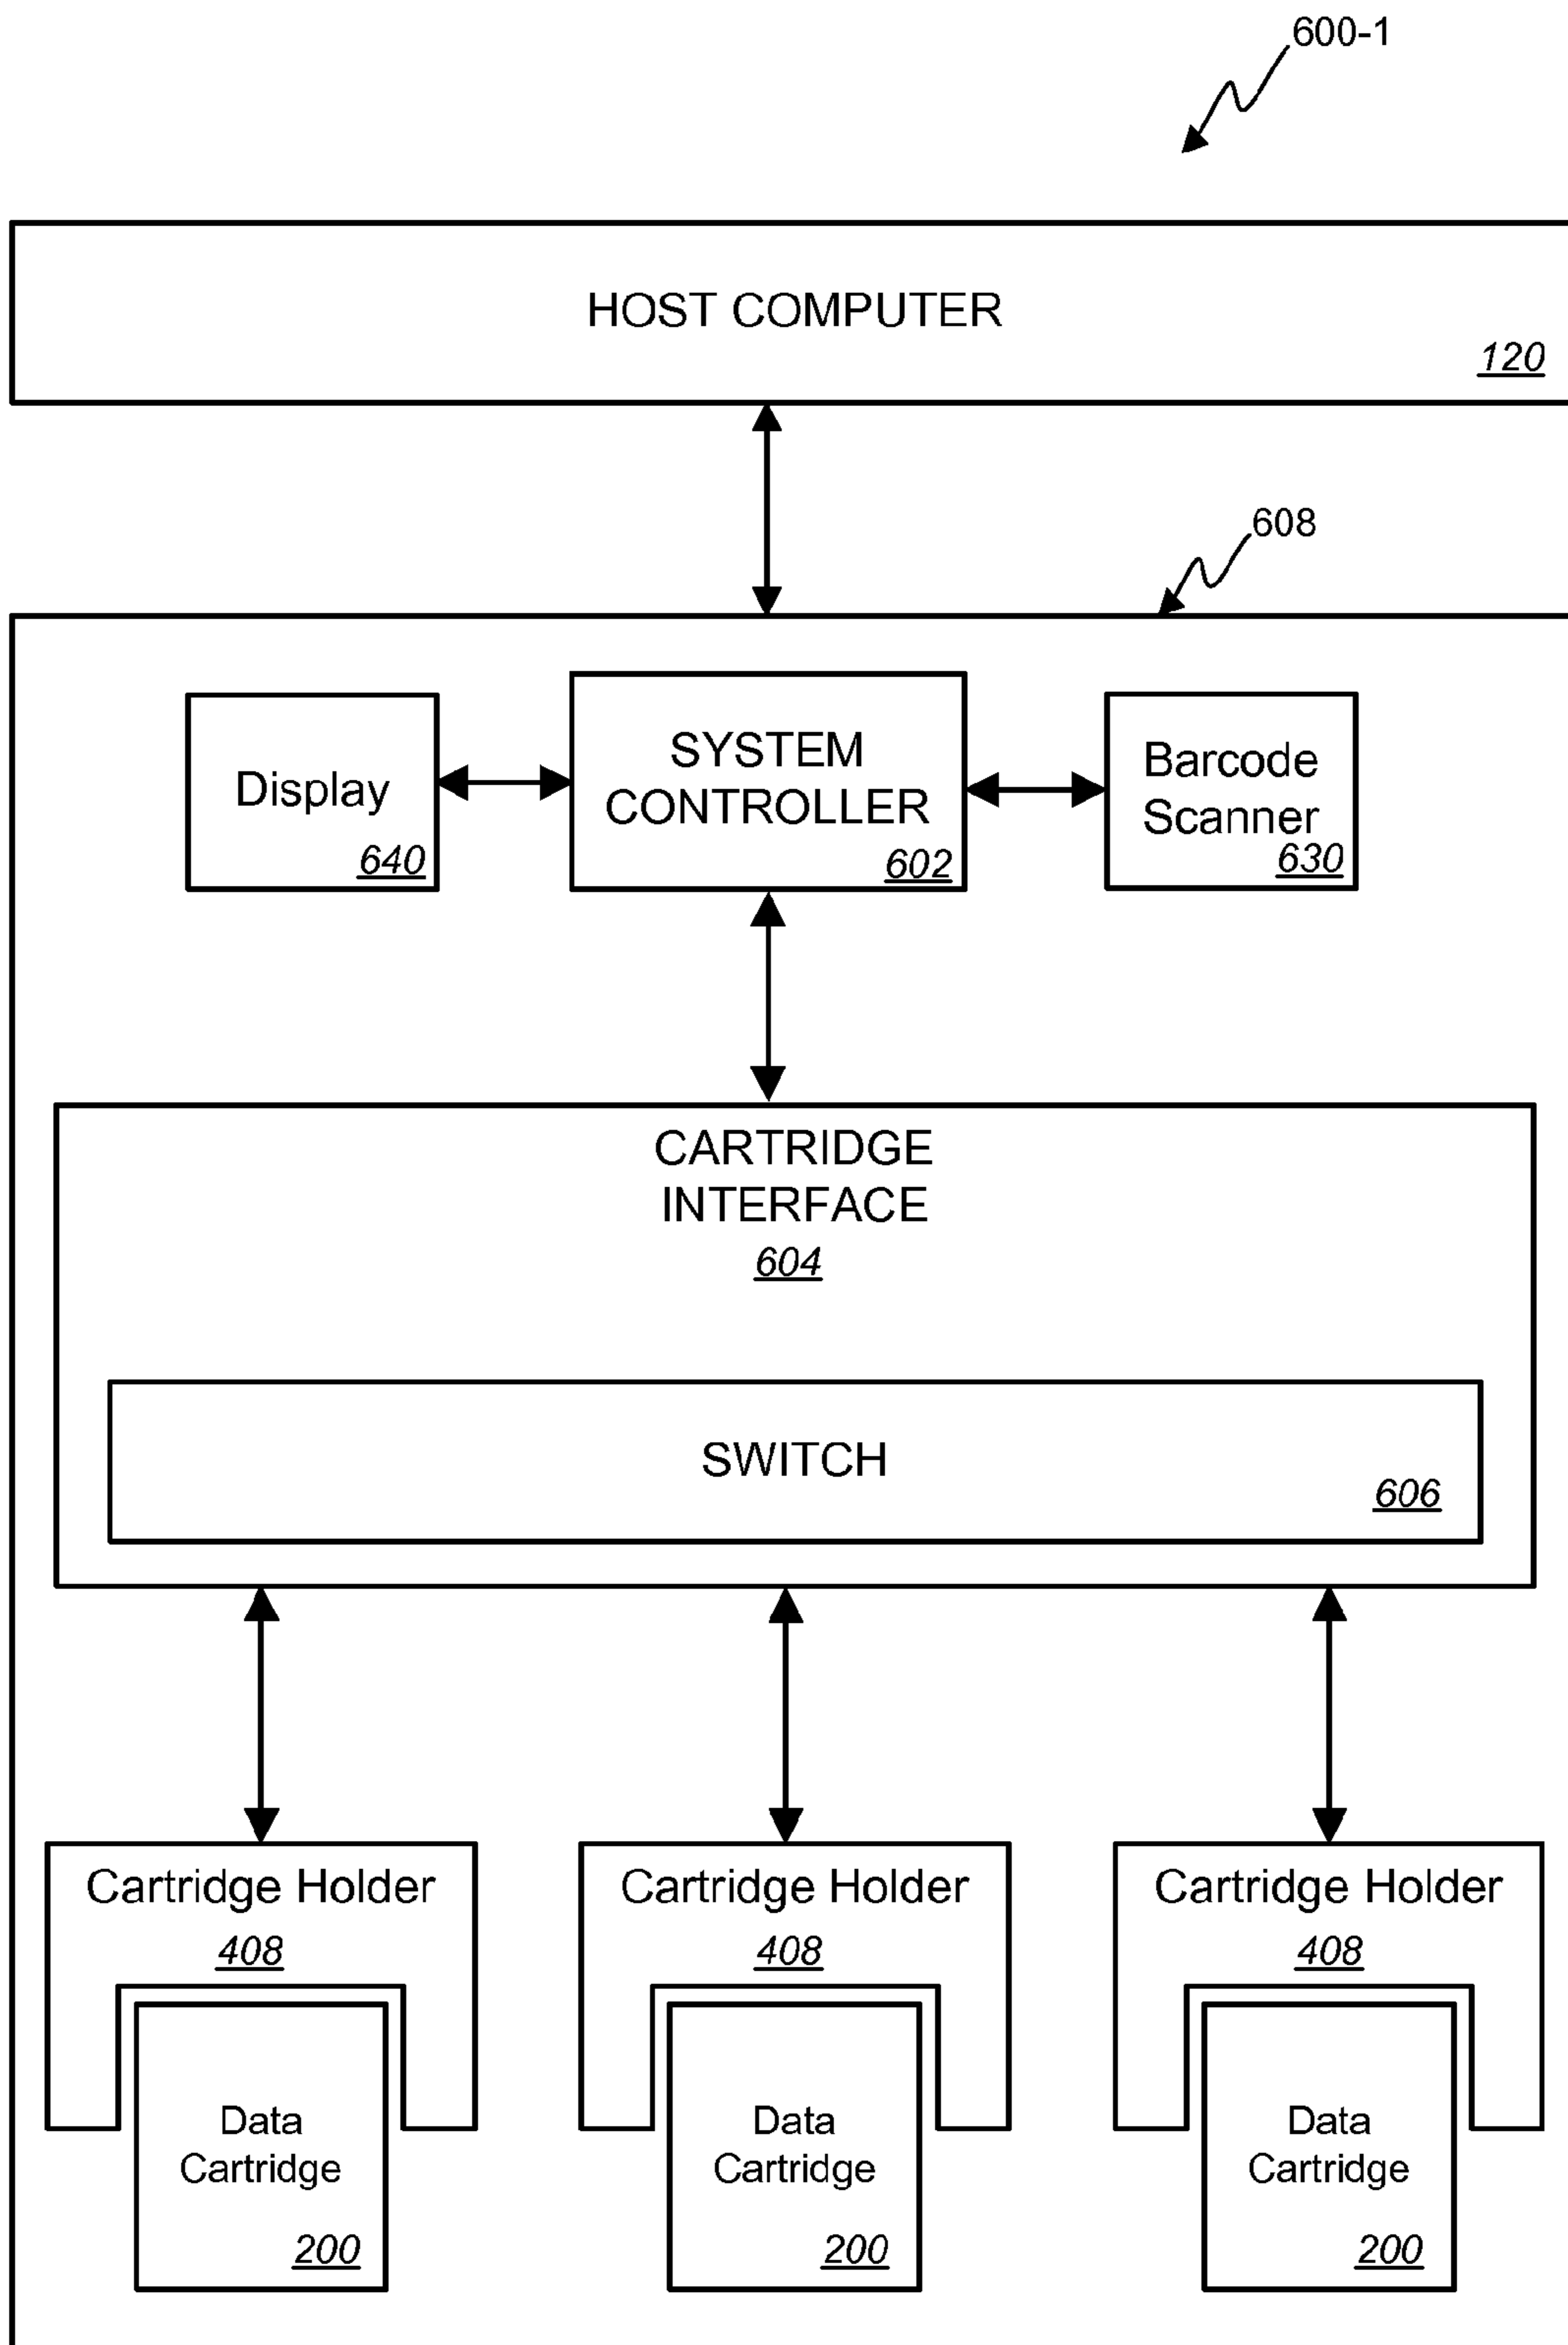 600-1
HOST COMPUTER
120
608
Display
640
SYSTEM
CONTROLLER
602
Barcode
Scanner
630
CARTRIDGE
INTERFACE
604
SWITCH
606
Cartridge Holder
408
Cartridge Holder
408
Cartridge Holder
408
Data
Cartridge
200
Data
Cartridge
200
Data
Cartridge
200